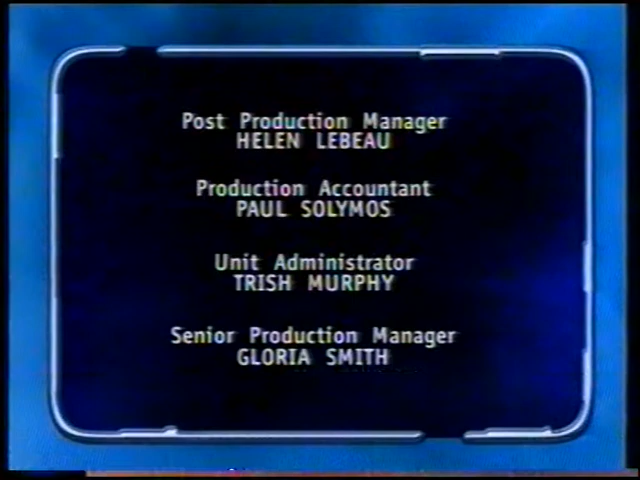 Post Production Manager
HELEN LEBEAU
Production Accountant
PAUL SOLYMOS
Unit Administrator
TRISH MURPHY
Senior Production Manager
GLORIA SMITH